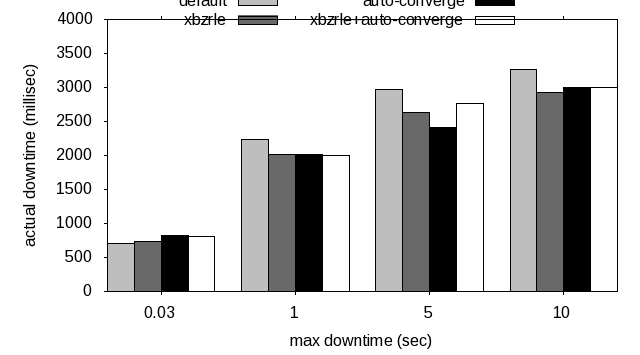 default auto-converge
xbzrle xbzrle+auto-converge
4000
3500
3000
2500
2000
1500
1000
500
0
actual downtime (millisec)
0.03 1 5 10
max downtime (sec)